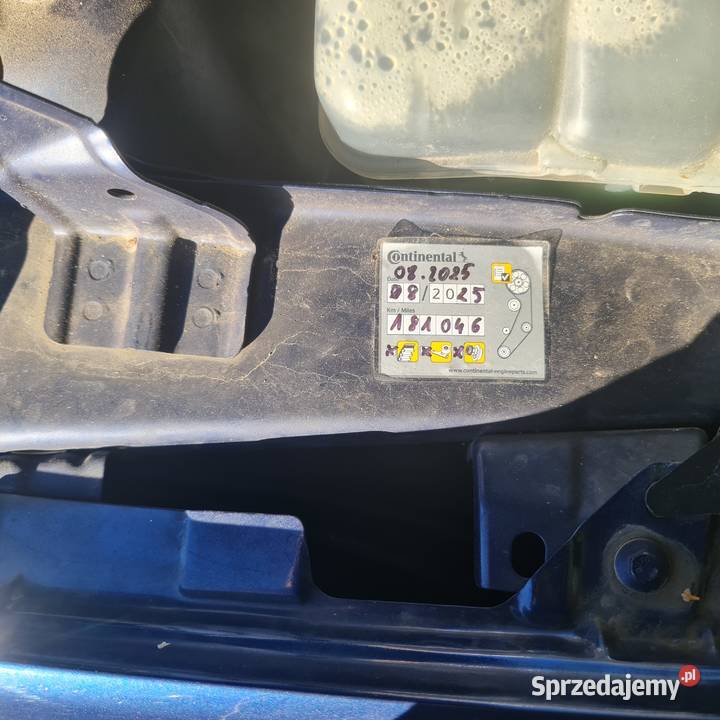 Continental
08.2025
08/2025
Km / Miles
181046
x x x
www.continental-engineparts.com
Sprzedajemy.pl